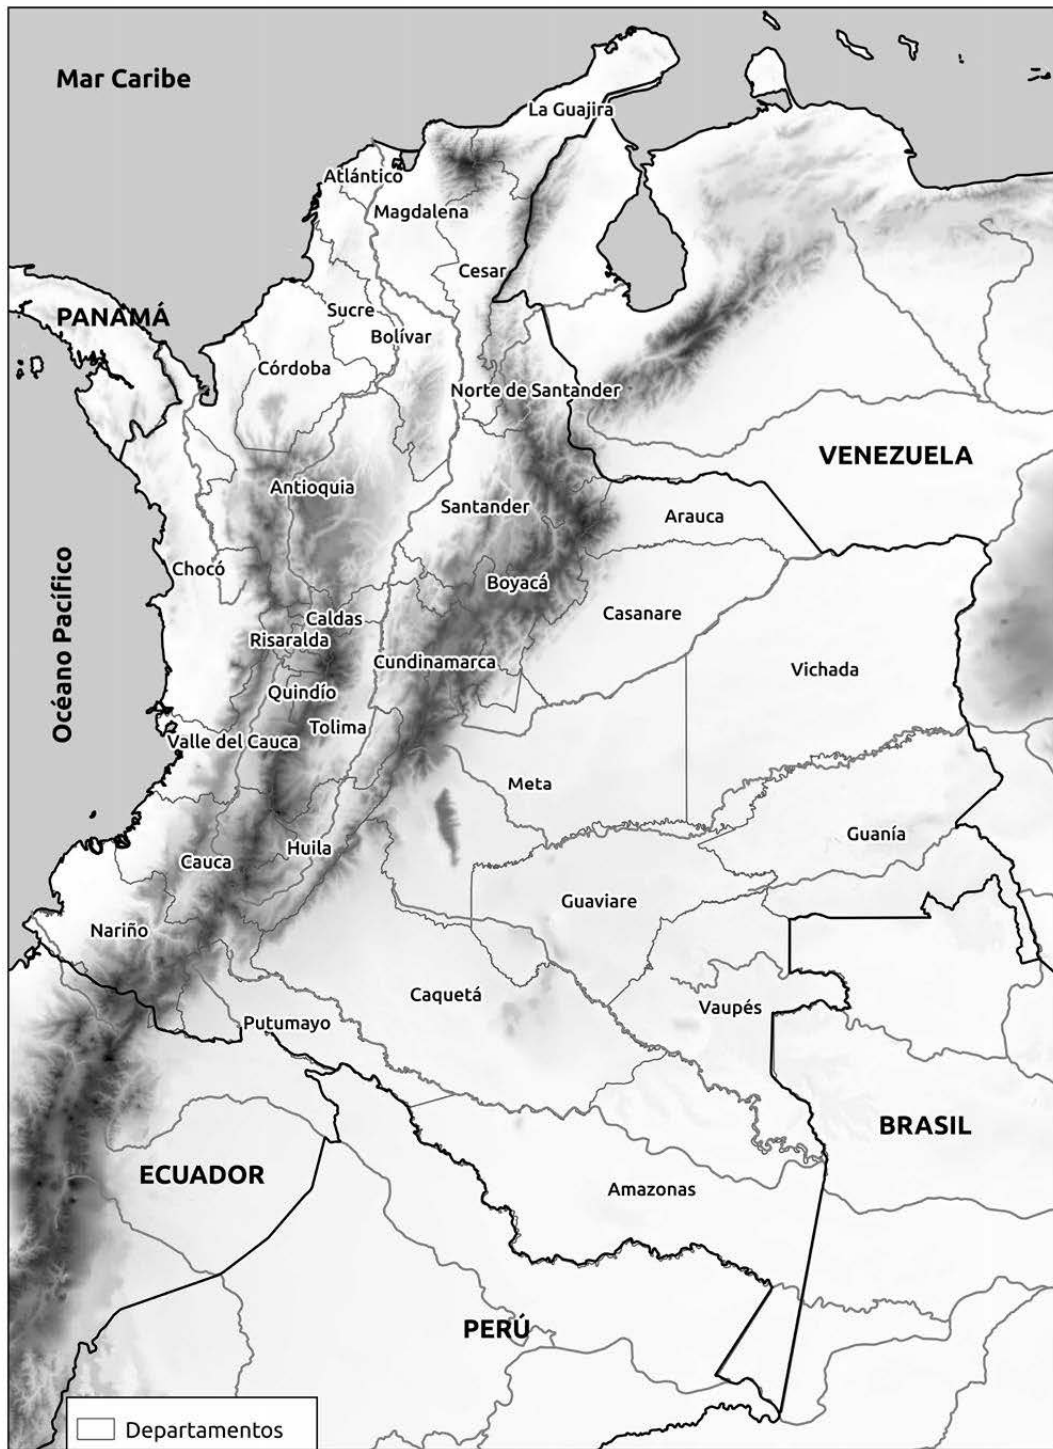 Mar Caribe
La Guajira
Atlántico
Magdalena
Cesar
Sucre
PANAMÁ
Bolívar
Córdoba
Norte de Santander
VENEZUELA
Antioquia
Santander
Arauca
Chocó
Boyacá
Casanare
Caldas
Risaralda
Cundinamarca
Vichada
Océano Pacífico
Quindío
Tolima
Valle del Cauca
Meta
Guanía
Huila
Cauca
Guaviare
Nariño
Caquetá
Vaupés
Putumayo
BRASIL
ECUADOR
Amazonas
PERÚ
Departamentos